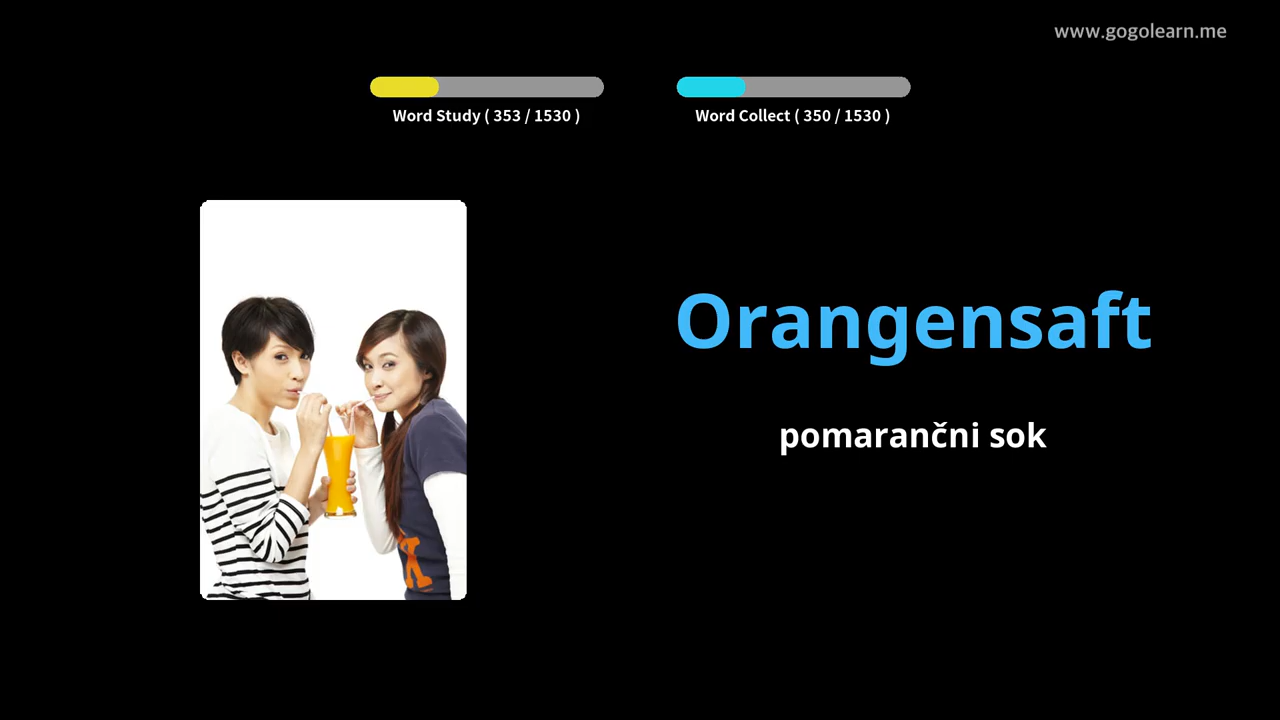 www.gogolearn.me
Word Study ( 353 / 1530 )
Word Collect ( 350 / 1530 )
Orangensaft
pomarančni sok